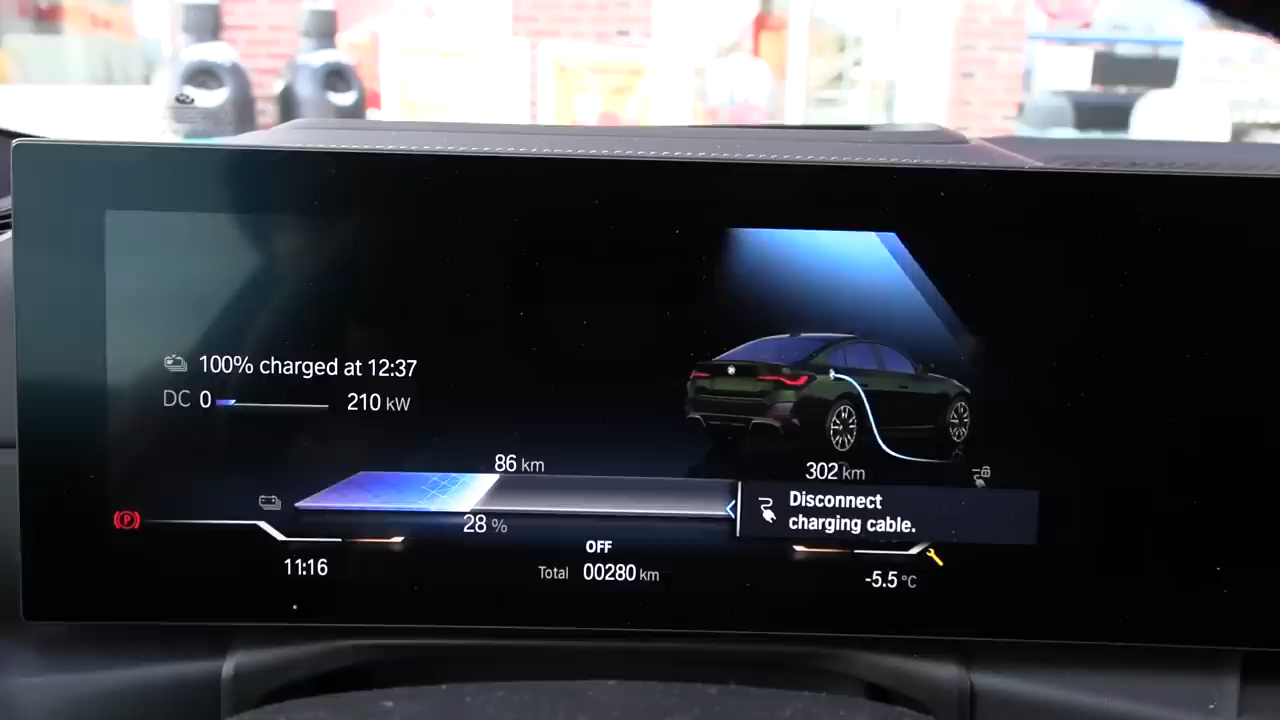 100% charged at 12:37
DC 0 210 kW
86 km
302 km
28 %
Disconnect
charging cable.
P
OFF
11:16
Total 00280 km
-5.5 °C